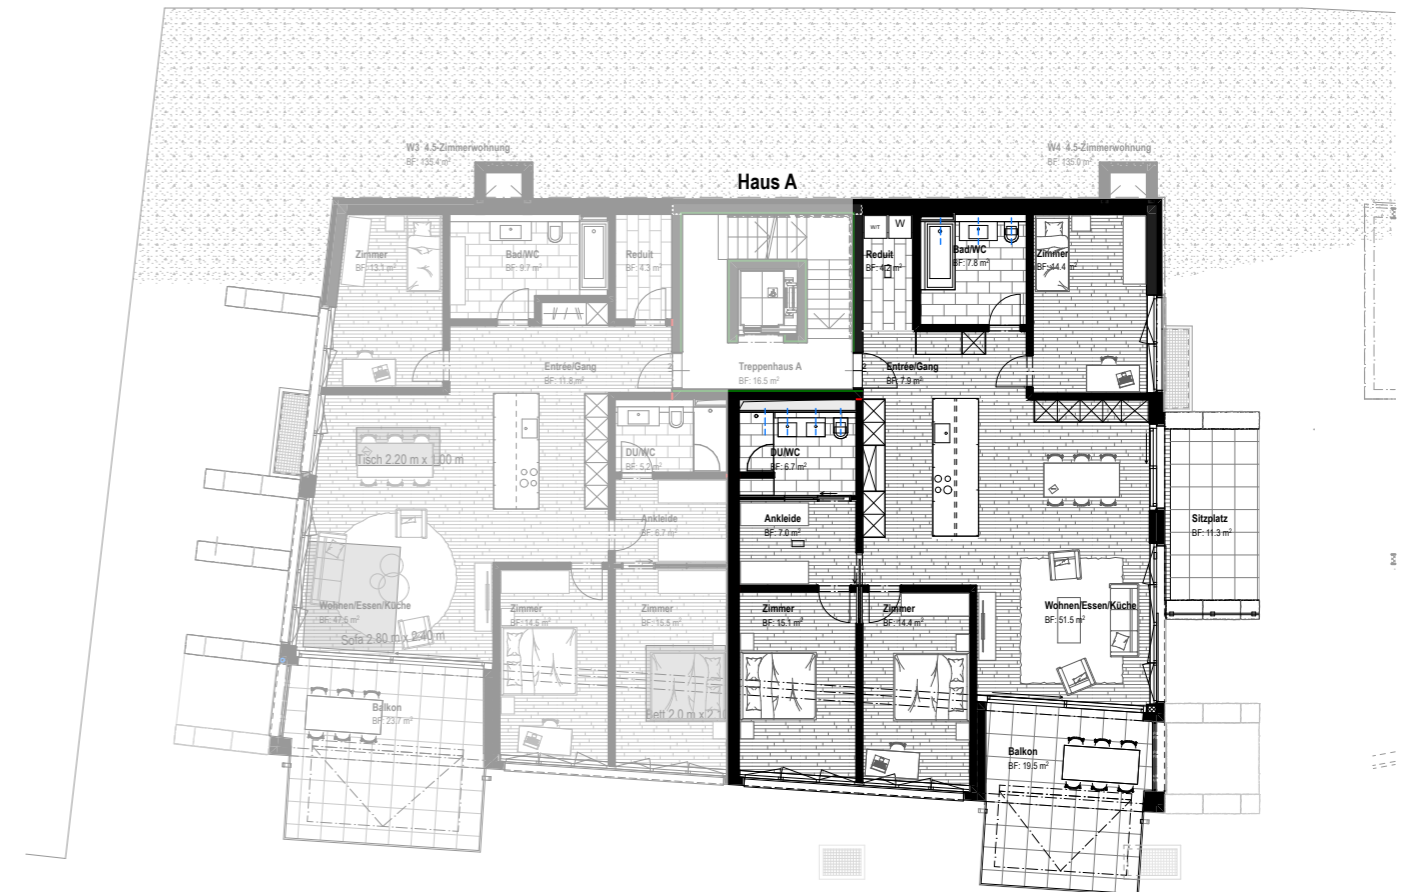 W3 4.5-Zimmerwohnung
BF: 135.4 m²
W4 4.5-Zimmerwohnung
BF: 135.0 m²
Haus A
Zimmer
BF: 13.1 m²
Bad/WC
BF: 9.7 m²
Reduit
BF: 4.3 m²
W/T
W
Reduit
BF: 4.2 m²
Bad/WC
BF: 7.8 m²
Zimmer
BF: 14.4 m²
Entrée/Gang
BF: 11.8 m²
2
Treppenhaus A
BF: 16.5 m²
2
Entrée/Gang
BF: 7.9 m²
Tisch 2.20 m x 1.00 m
DU/WC
BF: 5.2 m²
DU/WC
BF: 6.7 m²
Ankleide
BF: 6.7 m²
Ankleide
BF: 7.0 m²
Sitzplatz
BF: 11.3 m²
Wohnen/Essen/Küche
BF: 47.5 m²
Sofa 2.80 m x 2.40 m
Zimmer
BF: 14.5 m²
Zimmer
BF: 15.5 m²
Zimmer
BF: 15.1 m²
Zimmer
BF: 14.4 m²
Wohnen/Essen/Küche
BF: 51.5 m²
Balkon
BF: 23.7 m²
Bett 2.0 m x 2.10
Balkon
BF: 19.5 m²